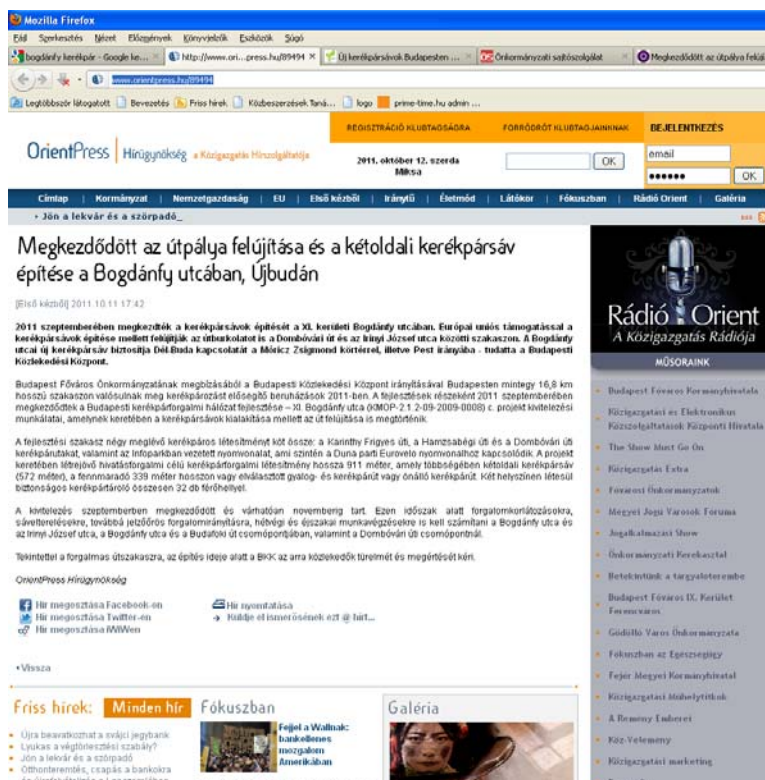 Mozilla Firefox
Fájl Szerkesztés Nézet Előzmények Könyvjelzők Eszközök Súgó
bogdánfy kerékpár - Google ke... http://www.ori...press.hu/89494 Új kerékpársávok Budapesten ... Önkormányzati sajtószolgálat Megkezdődött az útpálya felújí
www.orientpress.hu/89494
Legtöbbször látogatott Bevezetés Friss hírek Közbeszerzések Taná... logo prime-time.hu admin ...
REGISZTRÁCIÓ KLUBTAGSÁGRA FORRÓDRÓT KLUBTAGJAINKNAK BEJELENTKEZÉS
OrientPress Hírügynökség a Közigazgatás Hírszolgáltatója
2011. október 12. szerda
Miksa
OK
email
OK
Címlap | Kormányzat | Nemzetgazdaság | EU | Első kézből | Iránytű | Életmód | Látókör | Fókuszban | Rádió Orient | Galéria
Jön a lekvár és a szörpadó_
Megkezdődött az útpálya felújítása és a kétoldali kerékpársáv
építése a Bogdánfy utcában, Újbudán
[Első kézből] 2011.10.11 17:42
2011 szeptemberében megkezdték a kerékpársávok építését a XI. kerületi Bogdánfy utcában. Európai uniós támogatással a
kerékpársávok építése mellett felújítják az útburkolatot is a Dombóvári út és az Irinyi József utca közötti szakaszon. A Bogdánfy
utcai új kerékpársáv biztosítja Dél-Buda kapcsolatát a Móricz Zsigmond körtérrel, illetve Pest irányába - tudatta a Budapesti
Közlekedési Központ.
Budapest Főváros Önkormányzatának megbízásából a Budapesti Közlekedési Központ irányításával Budapesten mintegy 16,8 km
hosszú szakaszon valósulnak meg kerékpározást elősegítő beruházások 2011-ben. A fejlesztések részeként 2011 szeptemberében
megkezdődtek a Budapesti kerékpárforgalmi hálózat fejlesztése – XI. Bogdánfy utca (KMOP-2.1.2-09-2009-0008) c. projekt kivitelezési
munkálatai, amelynek keretében a kerékpársávok kialakítása mellett az út felújítása is megtörténik.
A fejlesztési szakasz négy meglévő kerékpáros létesítményt köt össze: a Karinthy Frigyes úti, a Hamzsabégi úti és a Dombóvári úti
kerékpárutakat, valamint az Infoparkban vezetett nyomvonalat, ami szintén a Duna parti Eurovelo nyomvonalhoz kapcsolódik. A projekt
keretében létrejövő hivatásforgalmi célú kerékpárforgalmi létesítmény hossza 911 méter, amely többségében kétoldali kerékpársáv
(572 méter), a fennmaradó 339 méter hosszon vagy elválasztott gyalog- és kerékpárút vagy önálló kerékpárút. Két helyszínen létesül
biztonságos kerékpártároló összesen 32 db férőhellyel.
A kivitelezés szeptemberben megkezdődött és várhatóan novemberig tart. Ezen időszak alatt forgalomkorlátozásokra,
sávelterelésekre, továbbá jelzőőrös forgalomirányításra, hétvégi és éjszakai munkavégzésekre is kell számítani a Bogdánfy utca és
az Irinyi József utca, a Bogdánfy utca és a Budafoki út csomópontjában, valamint a Dombóvári úti csomópontnál.
Tekintettel a forgalmas útszakaszra, az építés ideje alatt a BKK az arra közlekedők türelmét és megértését kéri.
OrientPress Hírügynökség
Hír megosztása Facebook-on Hír nyomtatása
Hír megosztása Twitter-en Küldje el ismerősének ezt @ hírt...
Hír megosztása iWiWen
Vissza
Friss hírek: Minden hír Fókuszban Galéria
Újra beavatkozhat a svájci jegybank
Lyukas a végtörlesztési szabály?
Jön a lekvár és a szörpadó
Otthonteremtés, csapás a bankokra
Fejjel a Wallnak:
bankellenes
mozgalom
Amerikában
Rádió Orient
A Közigazgatás Rádiója
MŰSORAINK
Budapest Főváros Kormányhivatala
Közigazgatási és Elektronikus
Közszolgáltatások Központi Hivatala
The Show Must Go On
Közigazgatás Extra
Fővárosi Önkormányzatok
Megyei Jogú Városok Fóruma
Jogalkalmazási Show
Önkormányzati Kerekasztal
Betekintünk a tárgyalóterembe
Budapest Főváros IX. Kerület
Ferencváros
Gödöllő Város Önkormányzata
Fókuszban az Egészségügy
Fejér Megyei Kormányhivatal
Közigazgatási Műhelytitkok
A Remény Emberei
Köz-Vélemény
Közigazgatási marketing